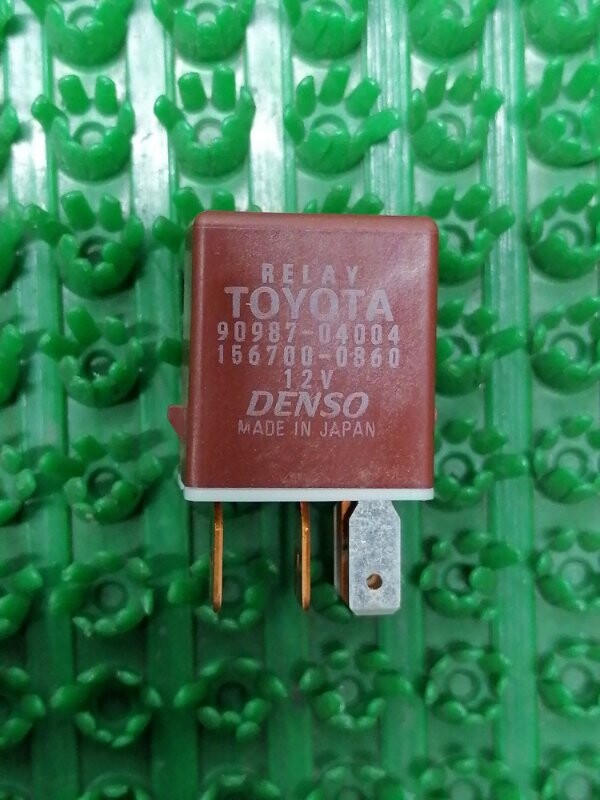 RELAY
TOYOTA
90987-04004
156700-0860
12V
DENSO
MADE IN JAPAN